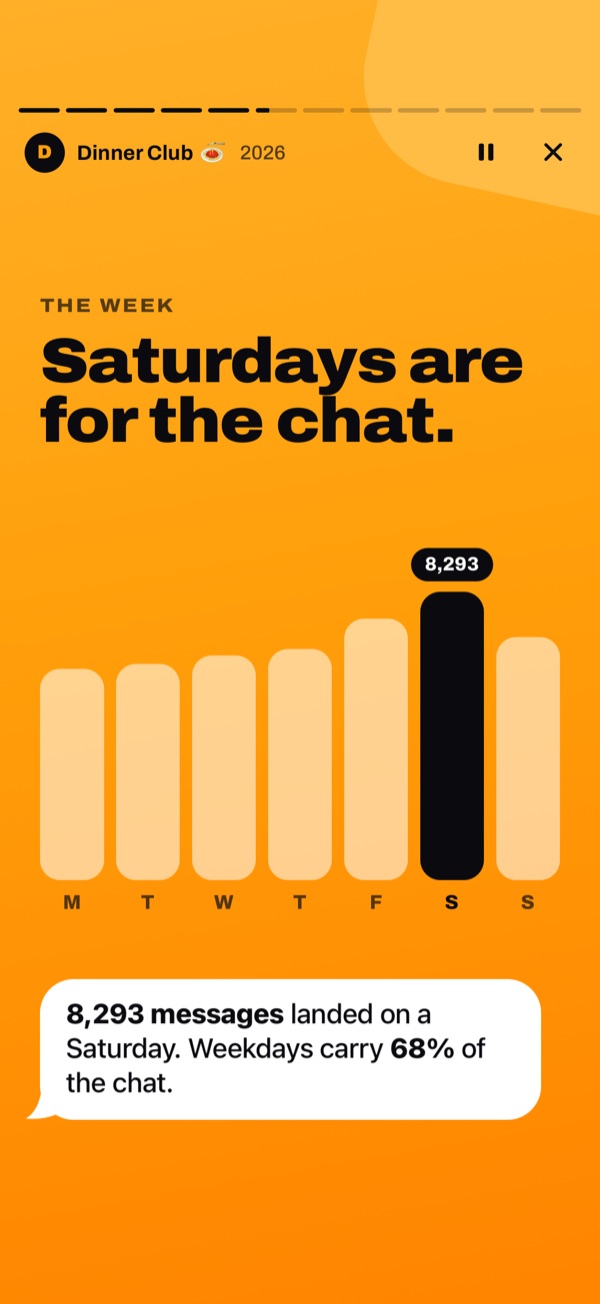 D Dinner Club 🍝 2026
THE WEEK
Saturdays are
for the chat.
8,293
M T W T F S S
8,293 messages landed on a
Saturday. Weekdays carry 68% of
the chat.